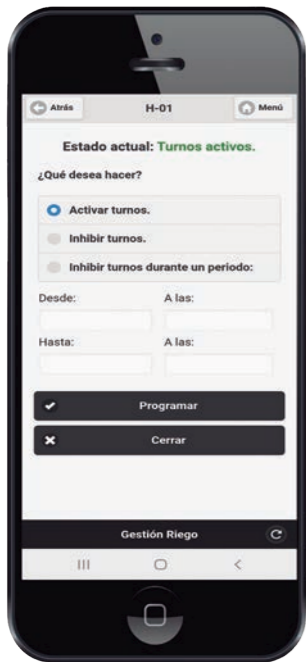 Atrás H-01 Menú
Estado actual: Turnos activos.
¿Qué desea hacer?
Activar turnos.
Inhibir turnos.
Inhibir turnos durante un periodo:
Desde: A las:
Hasta: A las:
Programar
Cerrar
Gestión Riego